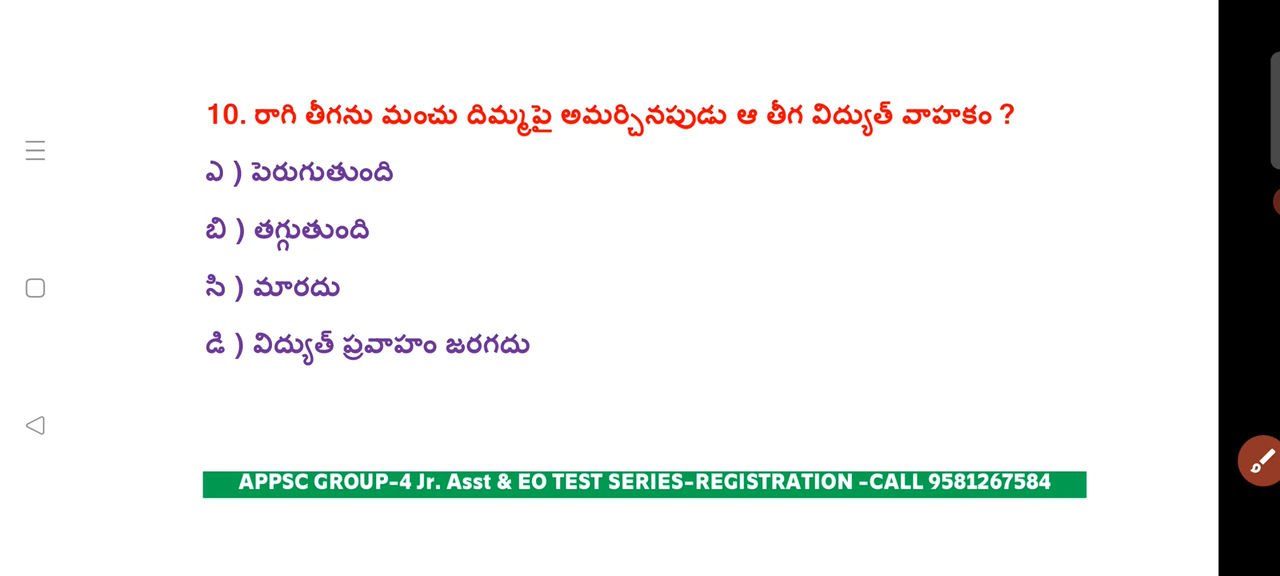 10. రాగి తీగను మంచు దిమ్మపై అమర్చినపుడు ఆ తీగ విద్యుత్ వాహకం ?
ఎ ) పెరుగుతుంది
బి ) తగ్గుతుంది
సి ) మారదు
డి ) విద్యుత్ ప్రవాహం జరగదు
APPSC GROUP-4 Jr. Asst & EO TEST SERIES-REGISTRATION -CALL 9581267584